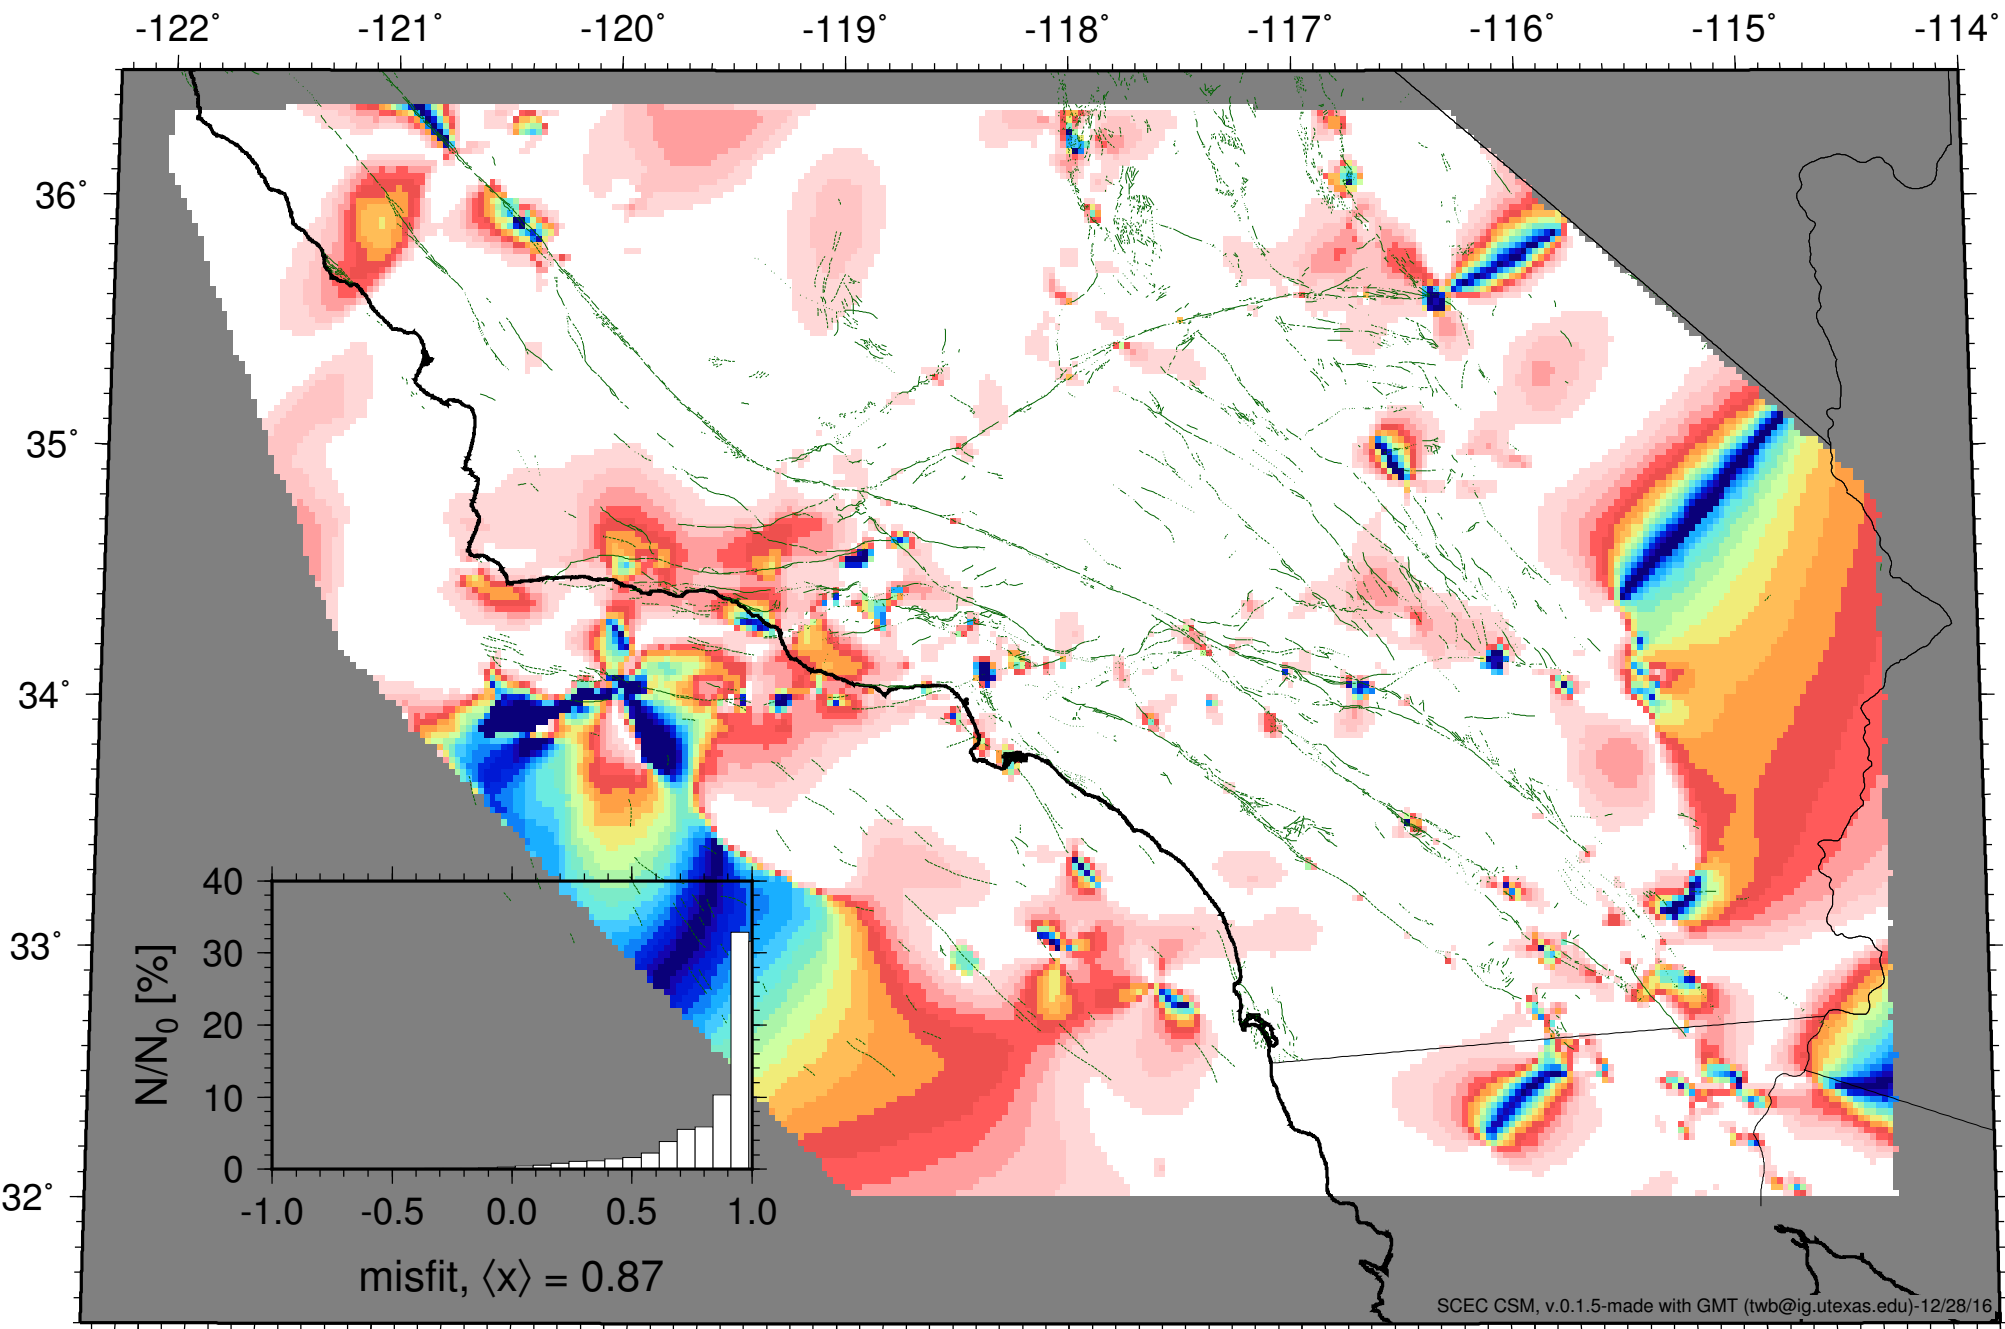 -122° -121° -120° -119° -118° -117° -116° -115° -114°
36°
35°
34°
33°
32°
40
30
20
10
0
N/N0 [%]
-1.0 -0.5 0.0 0.5 1.0
misfit, ⟨x⟩ = 0.87
SCEC CSM, v.0.1.5-made with GMT (twb@ig.utexas.edu)-12/28/16